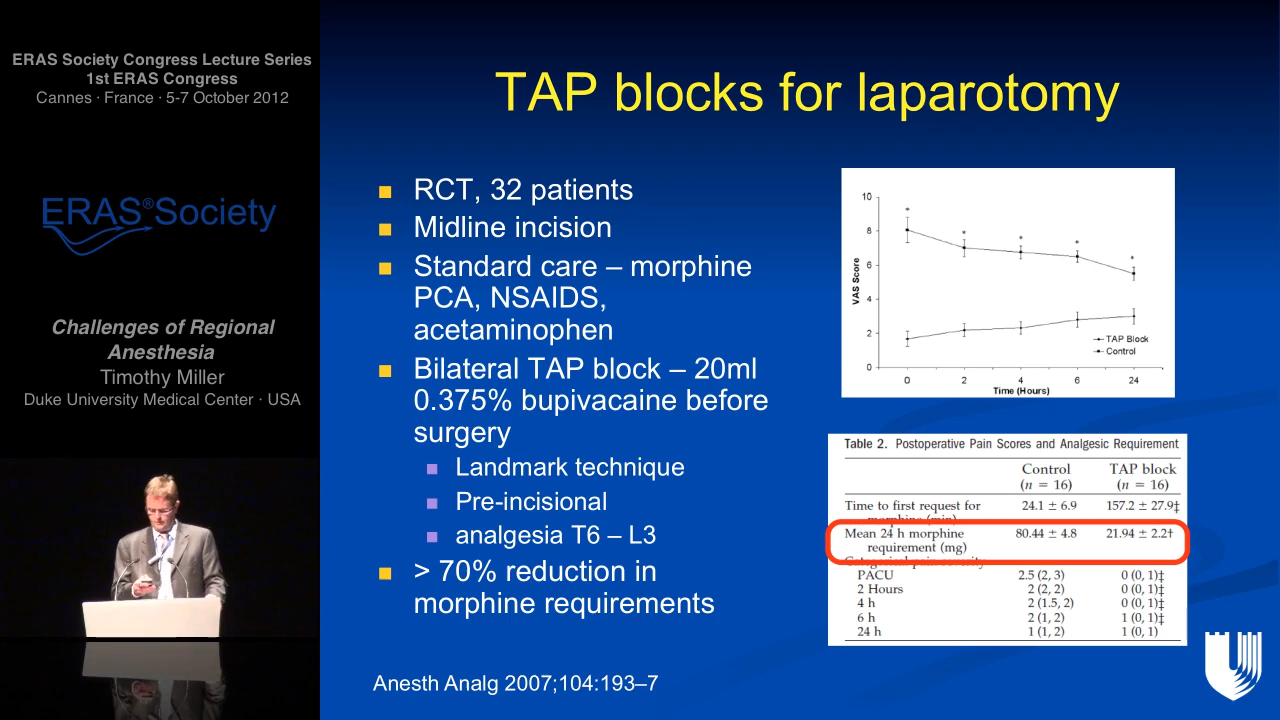 ERAS Society Congress Lecture Series
1st ERAS Congress
Cannes · France · 5-7 October 2012
ERAS®Society
Challenges of Regional
Anesthesia
Timothy Miller
Duke University Medical Center · USA
TAP blocks for laparotomy
RCT, 32 patients
Midline incision
Standard care – morphine
PCA, NSAIDS,
acetaminophen
Bilateral TAP block – 20ml
0.375% bupivacaine before
surgery
Landmark technique
Pre-incisional
analgesia T6 – L3
> 70% reduction in
morphine requirements
Anesth Analg 2007;104:193–7
10
8
6
4
2
0
VAS Score
* * * * *
TAP Block
Control
0 2 4 6 24
Time (Hours)
Table 2. Postoperative Pain Scores and Analgesic Requirement
Control TAP block
(n = 16) (n = 16)
Time to first request for 24.1 ± 6.9 157.2 ± 27.9‡
morphine (min)
Mean 24 h morphine 80.44 ± 4.8 21.94 ± 2.2†
requirement (mg)
Categorical pain severity
PACU 2.5 (2, 3) 0 (0, 1)‡
2 Hours 2 (2, 2) 0 (0, 1)‡
4 h 2 (1.5, 2) 0 (0, 1)‡
6 h 2 (1, 2) 1 (0, 1)‡
24 h 1 (1, 2) 1 (0, 1)